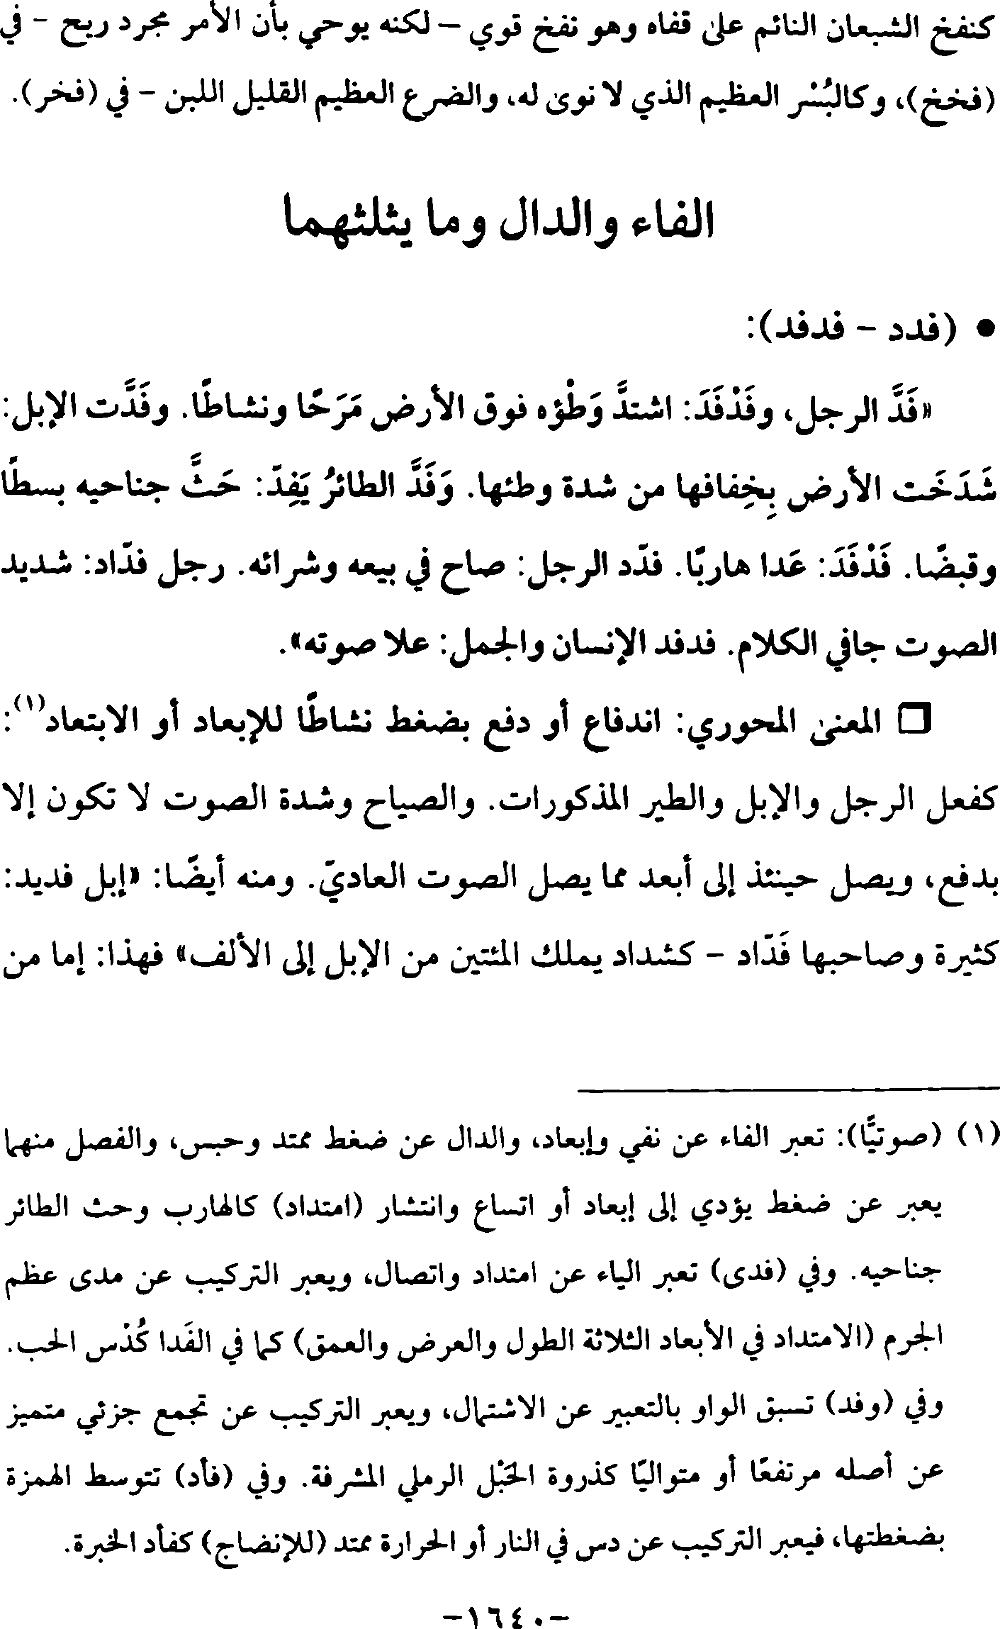 كنفخ الشبعان النائم علىٰ قفاه وهو نفخ قوي – لكنه يوحي بأن الأمر مجرد ريح - في
(فخخ)، وكالبُسْر العظيم الذي لا نوىٰ له، والضرع العظيم القليل اللبن - في (فخر).
الفاء والدال وما يثلثهما
• (فدد – فدفد):
«فَدَّ الرجل، وفَدْفَدَ: اشتدَّ وَطْؤه فوق الأرض مَرَحًا ونشاطًا. وفَدَّت الإبل:
شَدَخَت الأرض بِخِفافها من شدة وطئها. وَفَدَّ الطائرُ يَفِدّ: حَثَّ جناحيه بسطًا
وقبضًا. فَدْفَدَ: عَدا هاربًا. فدّد الرجل: صاح في بيعه وشرائه. رجل فدّاد: شديد
الصوت جافي الكلام. فدفد الإنسان والجمل: علا صوته».
❒ المعنىٰ المحوري: اندفاع أو دفع بضغط نشاطًا للإبعاد أو الابتعاد(١):
كفعل الرجل والإبل والطير المذكورات. والصياح وشدة الصوت لا تكون إلا
بدفع، ويصل حينئذ إلى أبعد مما يصل الصوت العاديّ. ومنه أيضًا: «إبل فديد:
كثيرة وصاحبها فَدّاد - كشداد يملك المئتين من الإبل إلى الألف» فهذا: إما من
(١) (صوتيًّا): تعبر الفاء عن نفي وإبعاد، والدال عن ضغط ممتد وحبس، والفصل منهما
يعبر عن ضغط يؤدي إلى إبعاد أو اتساع وانتشار (امتداد) كالهارب وحث الطائر
جناحيه. وفي (فدى) تعبر الياء عن امتداد واتصال، ويعبر التركيب عن مدى عظم
الجرم (الامتداد في الأبعاد الثلاثة الطول والعرض والعمق) كما في الفَدا كُدْس الحب.
وفي (وفد) تسبق الواو بالتعبير عن الاشتمال، ويعبر التركيب عن تجمع جزئي متميز
عن أصله مرتفعًا أو متواليًا كذروة الحَبْل الرملي المشرفة. وفي (فأد) تتوسط الهمزة
بضغطتها، فيعبر التركيب عن دس في النار أو الحرارة ممتد (للإنضاج) كفأد الخبرة.
-١٦٤٠-